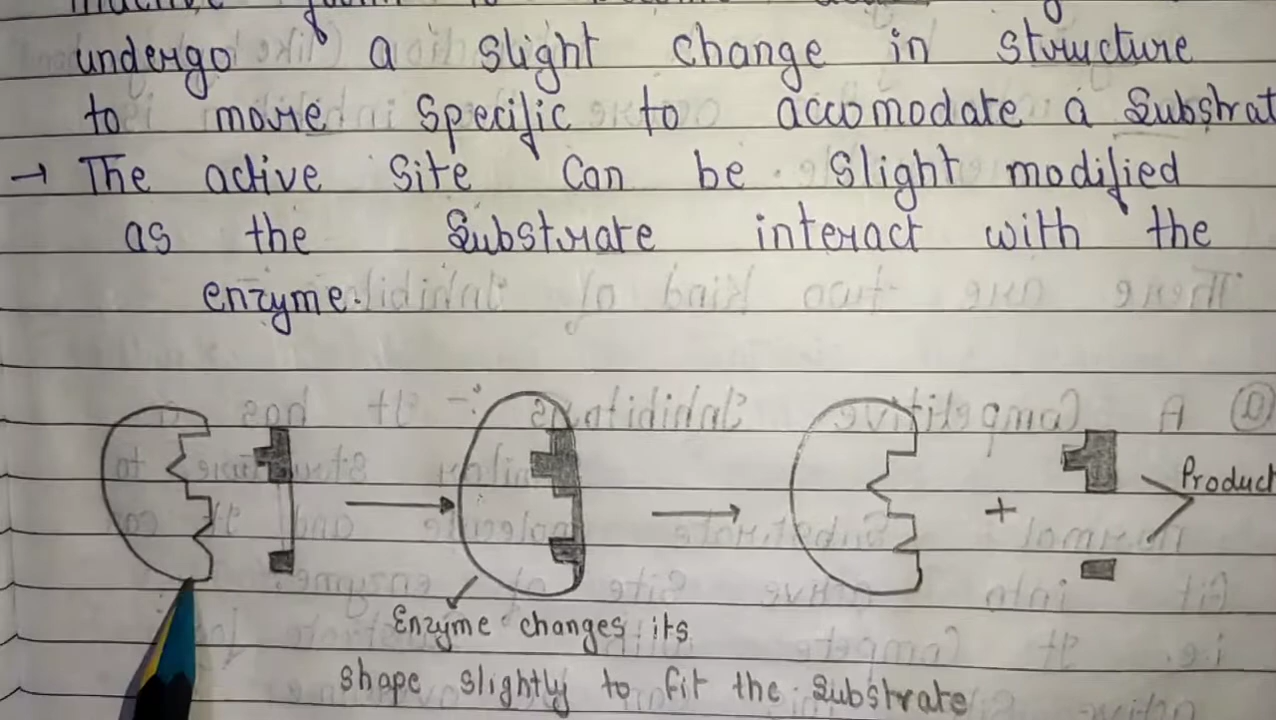 undergo a slight change in structure
to more specific to accomodate a Substrat
→ The active Site can be slight modified
as the Substrate interact with the
enzyme.
+
Product
Enzyme changes its
shape slightly to fit the substrate